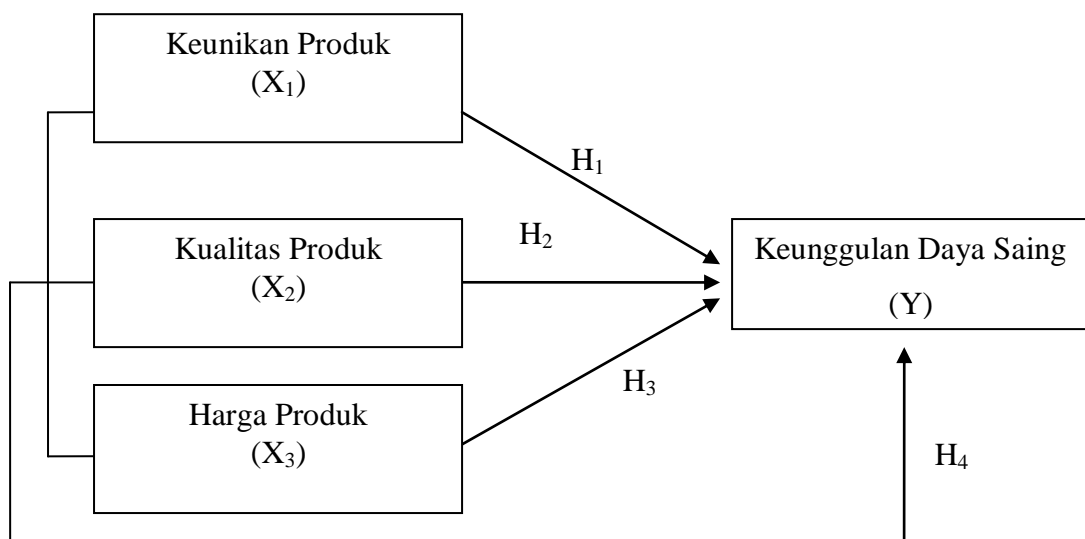 Keunikan Produk
(X₁)
H₁
Kualitas Produk
(X₂)
H₂
Keunggulan Daya Saing
(Y)
Harga Produk
(X₃)
H₃
H₄